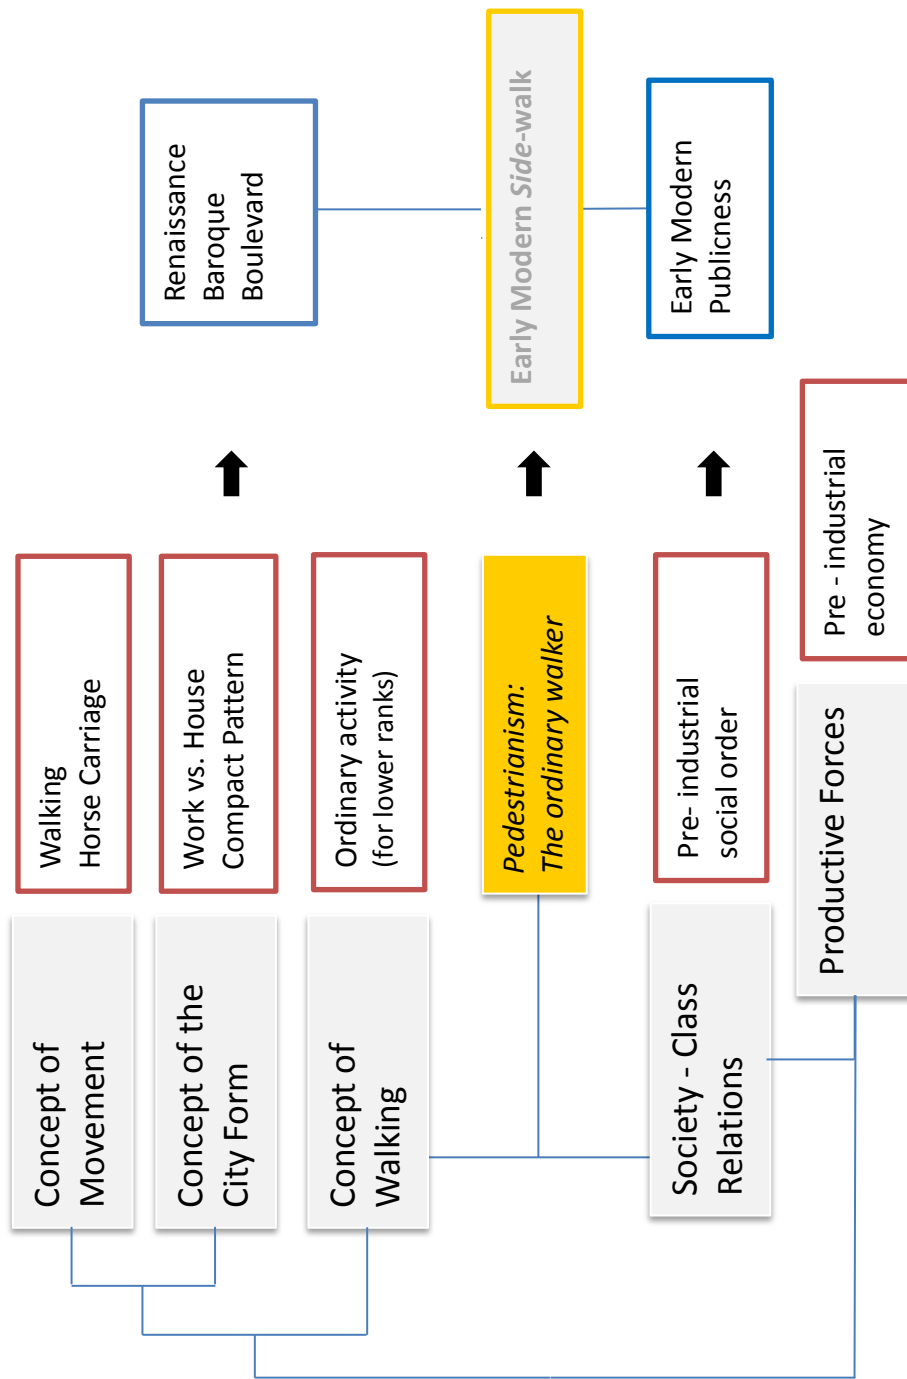 Concept of
Movement
Walking
Horse Carriage
Concept of the
City Form
Work vs. House
Compact Pattern
Concept of
Walking
Ordinary activity
(for lower ranks)
Pedestrianism:
The ordinary walker
Society - Class
Relations
Pre- industrial
social order
Productive Forces
Pre - industrial
economy
Renaissance
Baroque
Boulevard
Early Modern Side-walk
Early Modern
Publicness